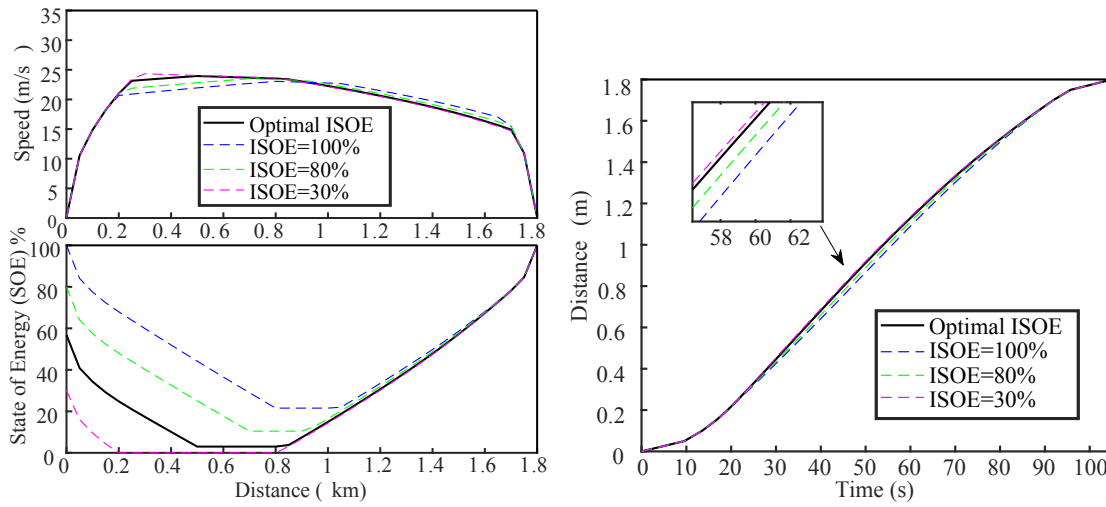 35
30
25
20
15
10
5
0
Speed (m/s )
Optimal ISOE
ISOE=100%
ISOE=80%
ISOE=30%
0 0.2 0.4 0.6 0.8 1 1.2 1.4 1.6 1.8
100
80
60
40
20
0
State of Energy (SOE) %
0 0.2 0.4 0.6 0.8 1 1.2 1.4 1.6 1.8
Distance ( km)
1.8
1.6
1.4
1.2
1
0.8
0.6
0.4
0.2
0
Distance (m)
58 60 62
Optimal ISOE
ISOE=100%
ISOE=80%
ISOE=30%
0 10 20 30 40 50 60 70 80 90 100
Time (s)